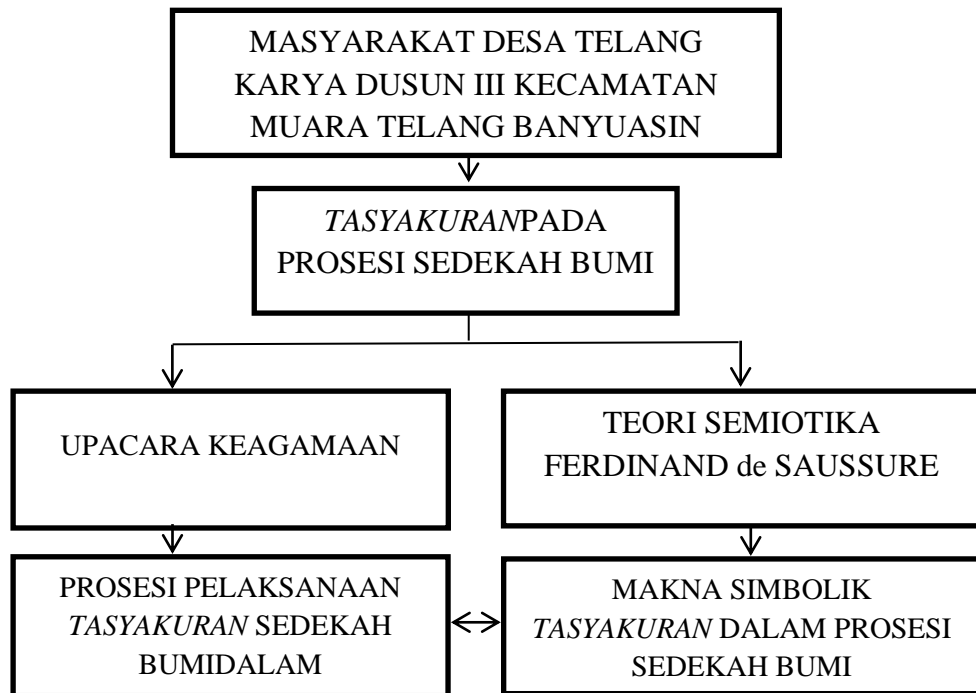 MASYARAKAT DESA TELANG
KARYA DUSUN III KECAMATAN
MUARA TELANG BANYUASIN
TASYAKURANPADA
PROSESI SEDEKAH BUMI
UPACARA KEAGAMAAN
TEORI SEMIOTIKA
FERDINAND de SAUSSURE
PROSESI PELAKSANAAN
TASYAKURAN SEDEKAH
BUMIDALAM
MAKNA SIMBOLIK
TASYAKURAN DALAM PROSESI
SEDEKAH BUMI